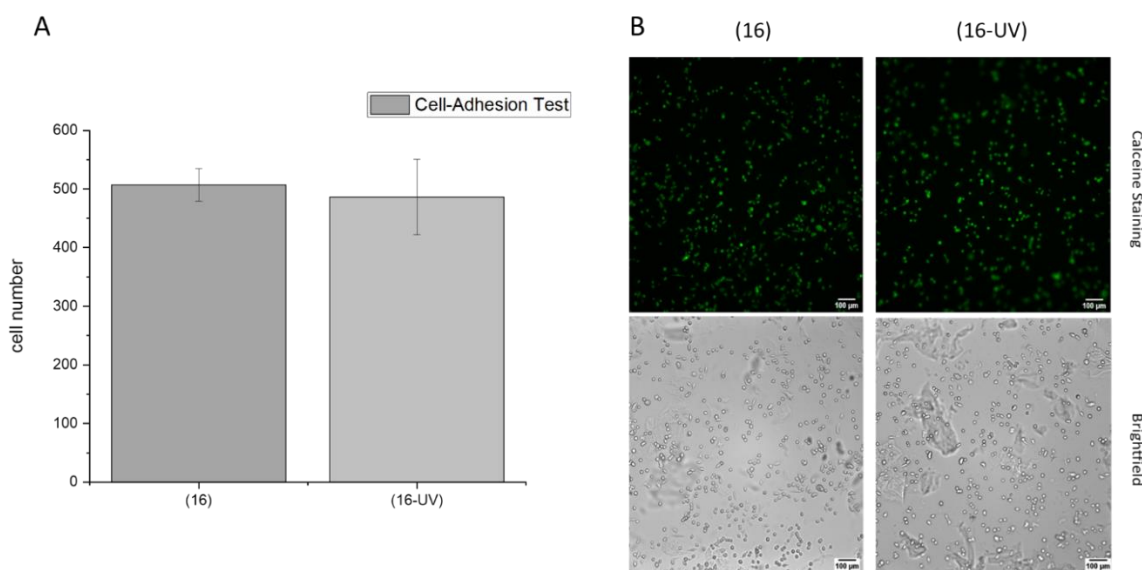 A
Cell-Adhesion Test
600
500
400
300
200
100
0
cell number
(16)
(16-UV)
B
(16)
(16-UV)
Calceine Staining
100 µm
100 µm
Brightfield
100 µm
100 µm